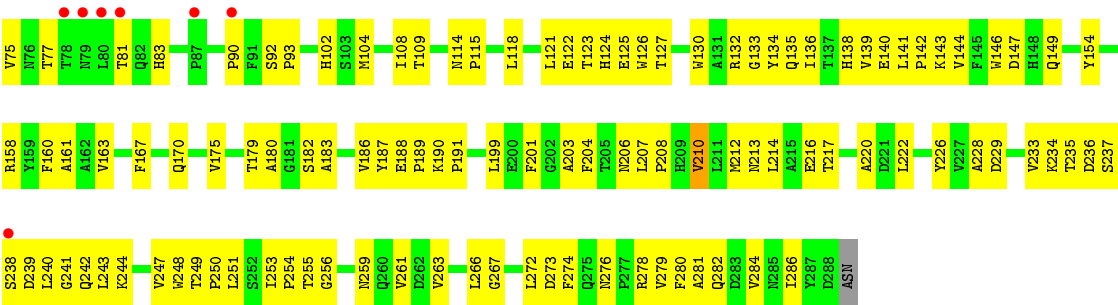 V75 N76 T77 T78 N79 L80 T81 Q82 H83 P87 P90 F91 S92 P93 H102 S103 M104 I108 T109 N114 P115 L118 L121 E122 T123 H124 E125 W126 T127 W130 A131 R132 G133 Y134 Q135 I136 T137 H138 V139 E140 L141 P142 K143 V144 F145 W146 D147 H148 Q149 Y154
R158 Y159 F160 A161 A162 V163 F167 Q170 V175 T179 A180 G181 S182 A183 V186 Y187 E188 P189 K190 P191 L199 E200 F201 G202 A203 F204 T205 N206 L207 P208 H209 V210 L211 M212 N213 L214 A215 E216 T217 A220 D221 L222 Y226 V227 A228 D229 V233 K234 T235 D236 S237
S238 D239 L240 G241 Q242 L243 K244 V247 W248 T249 P250 L251 S252 I253 P254 T255 G256 N259 Q260 V261 D262 V263 L266 G267 L272 D273 F274 Q275 N276 P277 R278 V279 F280 A281 Q282 D283 V284 N285 I286 Y287 D288 ASN